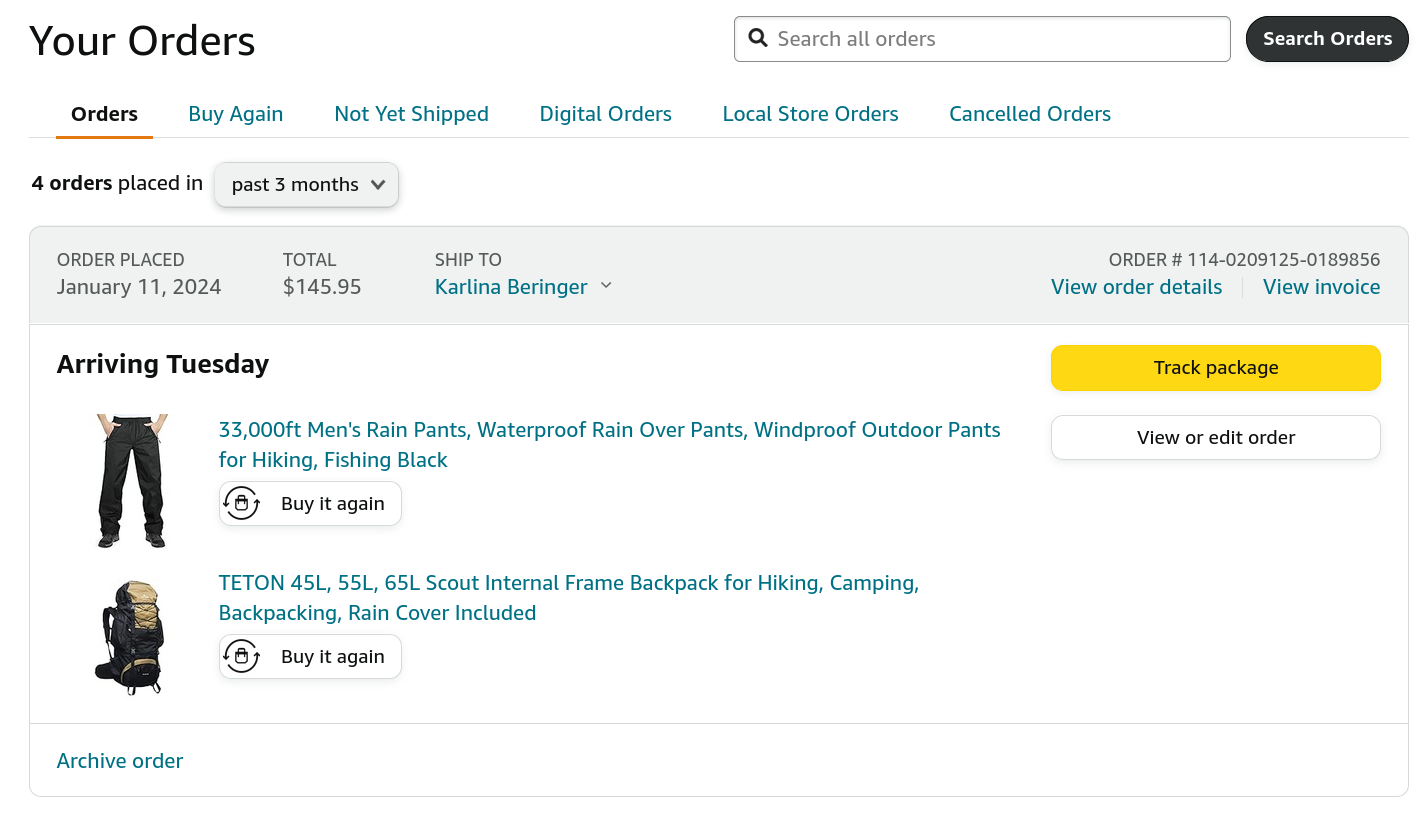 Your Orders
Search all orders
Search Orders
Orders
Buy Again
Not Yet Shipped
Digital Orders
Local Store Orders
Cancelled Orders
4 orders placed in
past 3 months
ORDER PLACED
January 11, 2024
TOTAL
$145.95
SHIP TO
Karlina Beringer
ORDER # 114-0209125-0189856
View order details
View invoice
Arriving Tuesday
Track package
View or edit order
33,000ft Men's Rain Pants, Waterproof Rain Over Pants, Windproof Outdoor Pants
for Hiking, Fishing Black
Buy it again
TETON 45L, 55L, 65L Scout Internal Frame Backpack for Hiking, Camping,
Backpacking, Rain Cover Included
Buy it again
Archive order